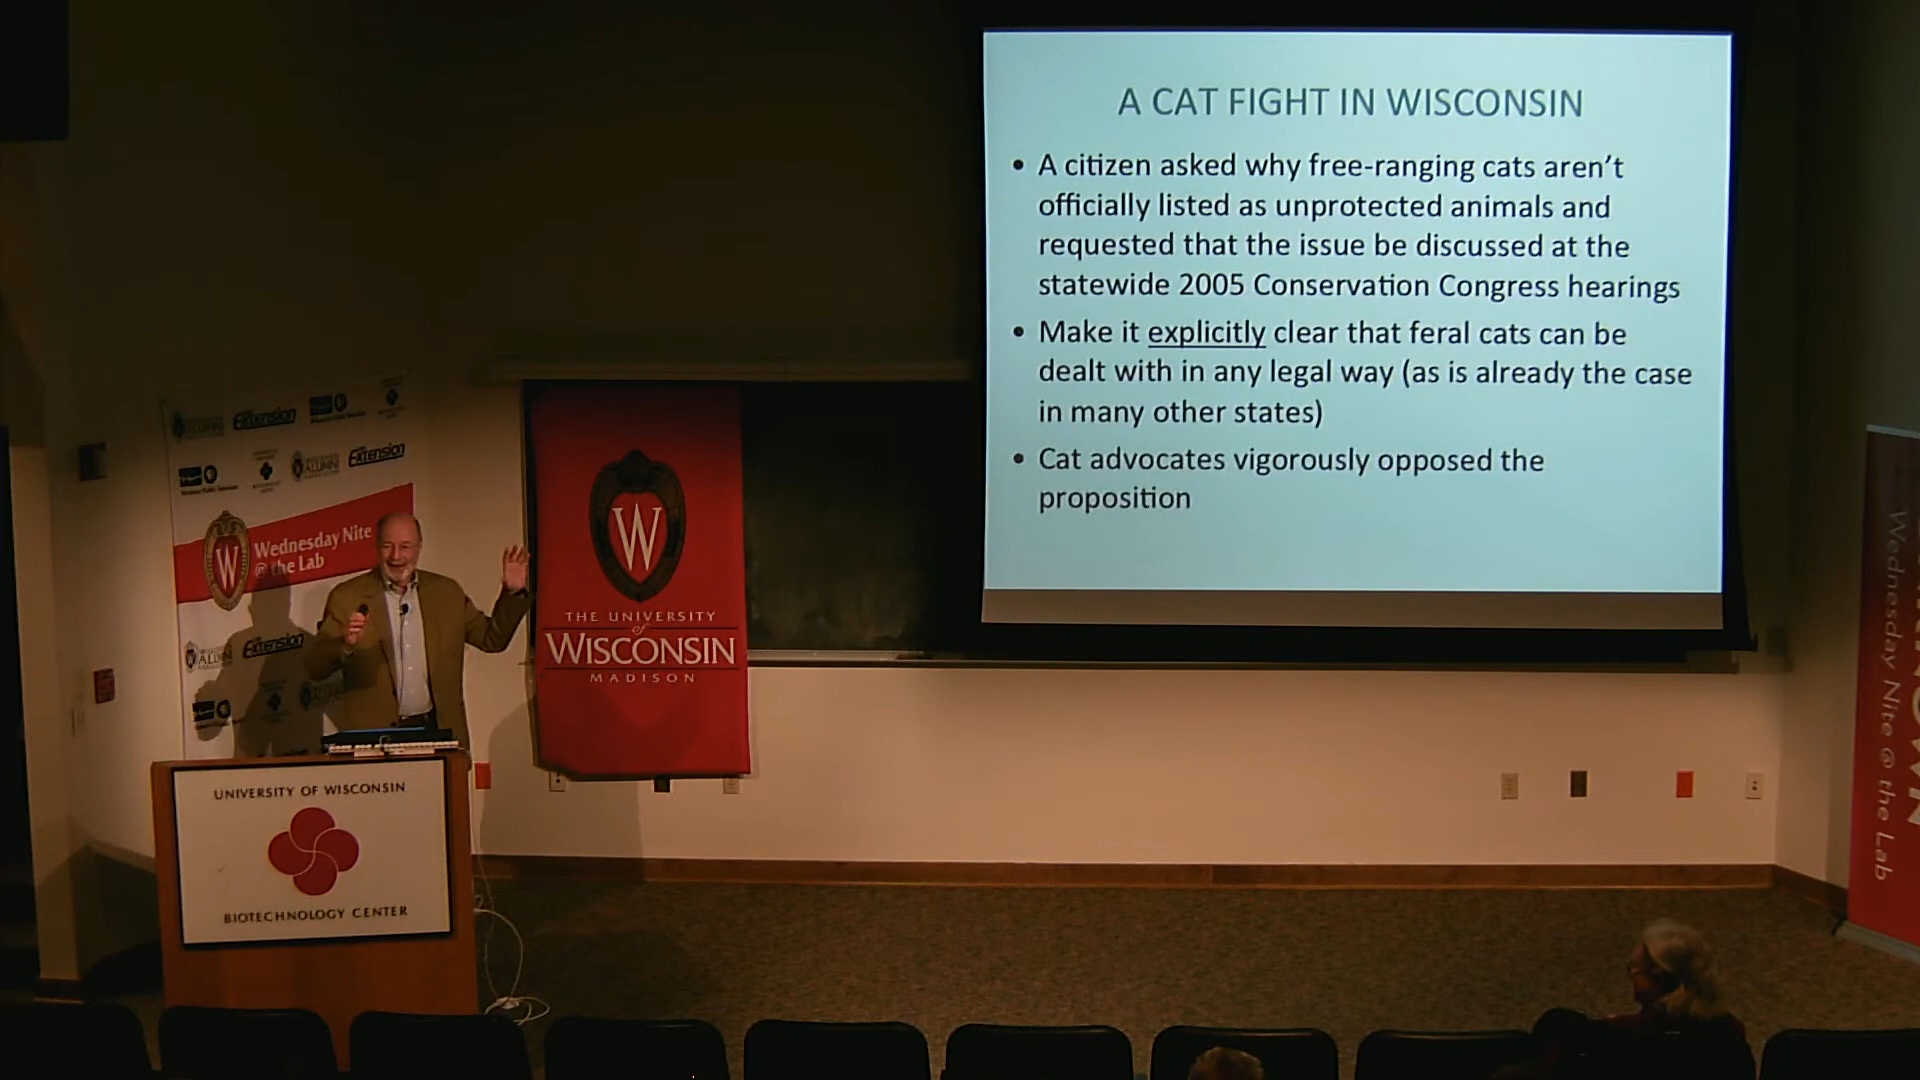 A CAT FIGHT IN WISCONSIN
• A citizen asked why free-ranging cats aren’t
officially listed as unprotected animals and
requested that the issue be discussed at the
statewide 2005 Conservation Congress hearings
• Make it explicitly clear that feral cats can be
dealt with in any legal way (as is already the case
in many other states)
• Cat advocates vigorously opposed the
proposition
Extension
ALUMNI
Extension
W
Wednesday Nite
@ the Lab
Extension
W
THE UNIVERSITY
of
WISCONSIN
MADISON
UNIVERSITY OF WISCONSIN
BIOTECHNOLOGY CENTER
Wednesday Nite @ the Lab